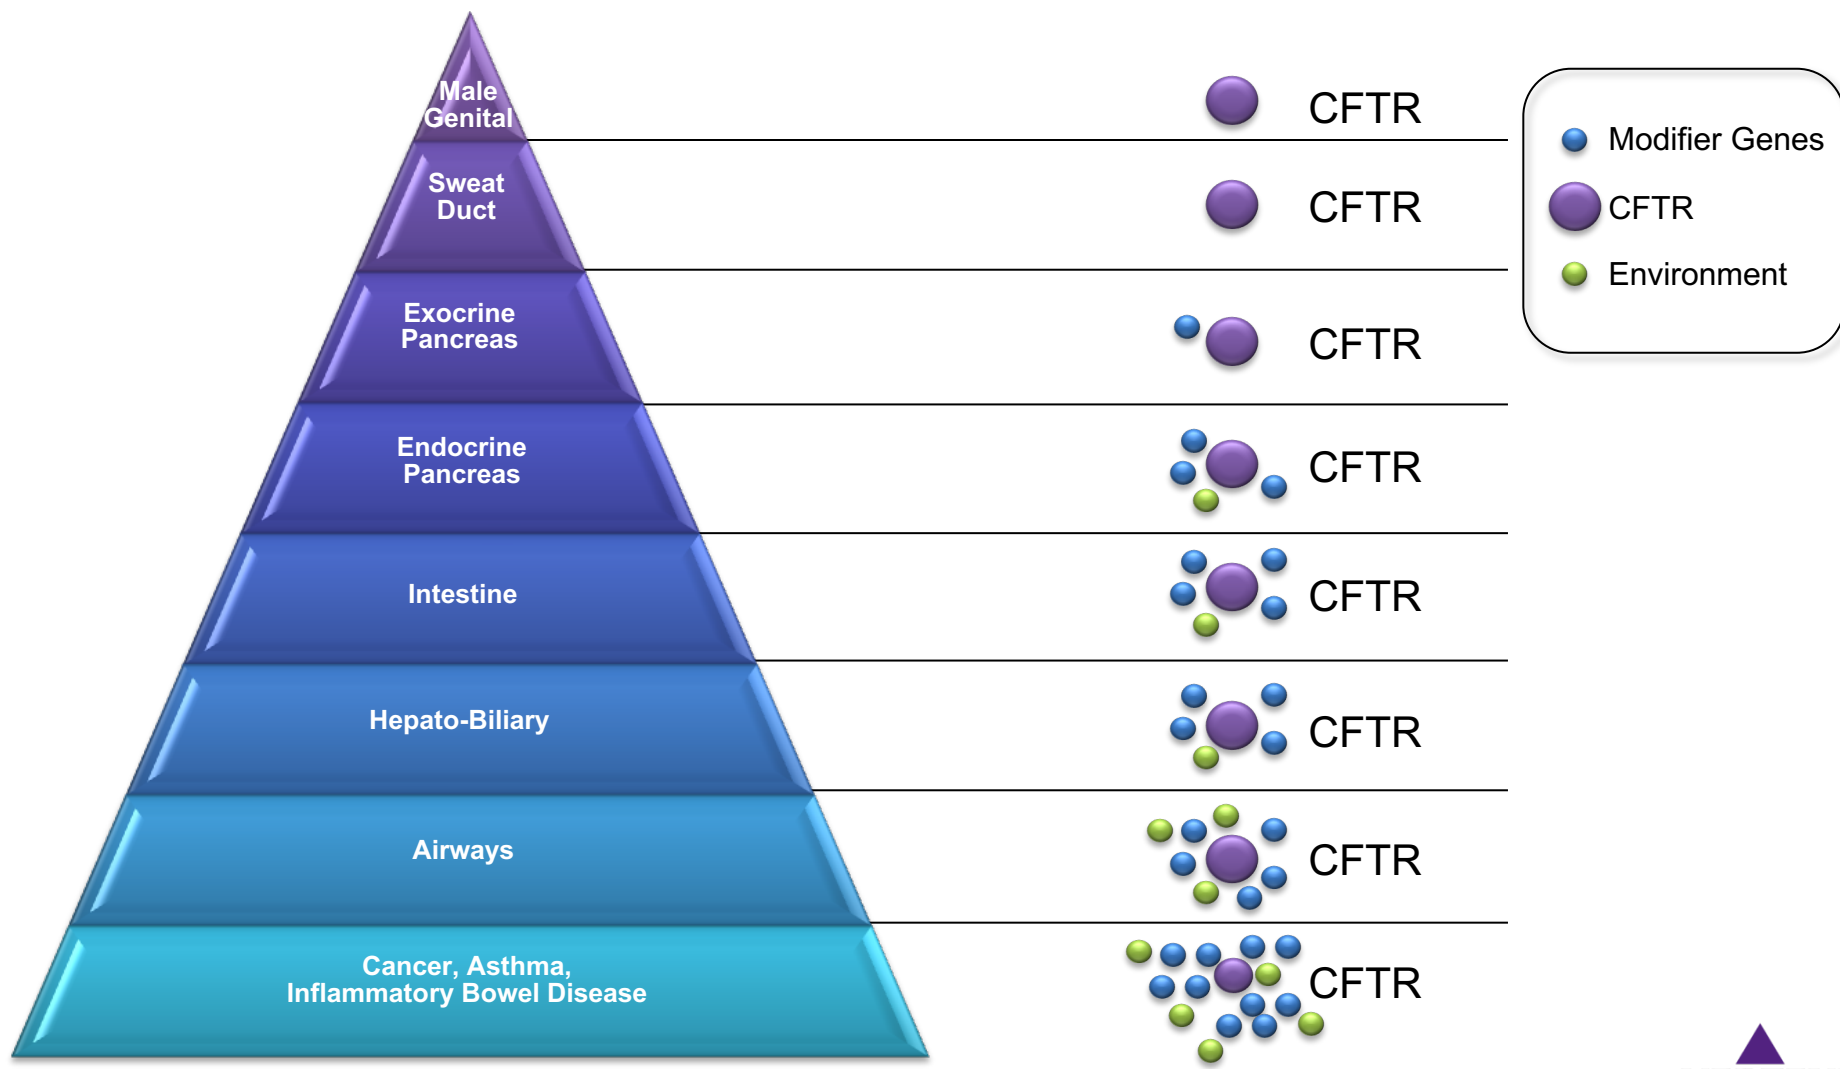 Male
Genital
CFTR
Sweat
Duct
CFTR
Exocrine
Pancreas
CFTR
Endocrine
Pancreas
CFTR
Intestine
CFTR
Hepato-Biliary
CFTR
Airways
CFTR
Cancer, Asthma,
Inflammatory Bowel Disease
CFTR
Modifier Genes
CFTR
Environment